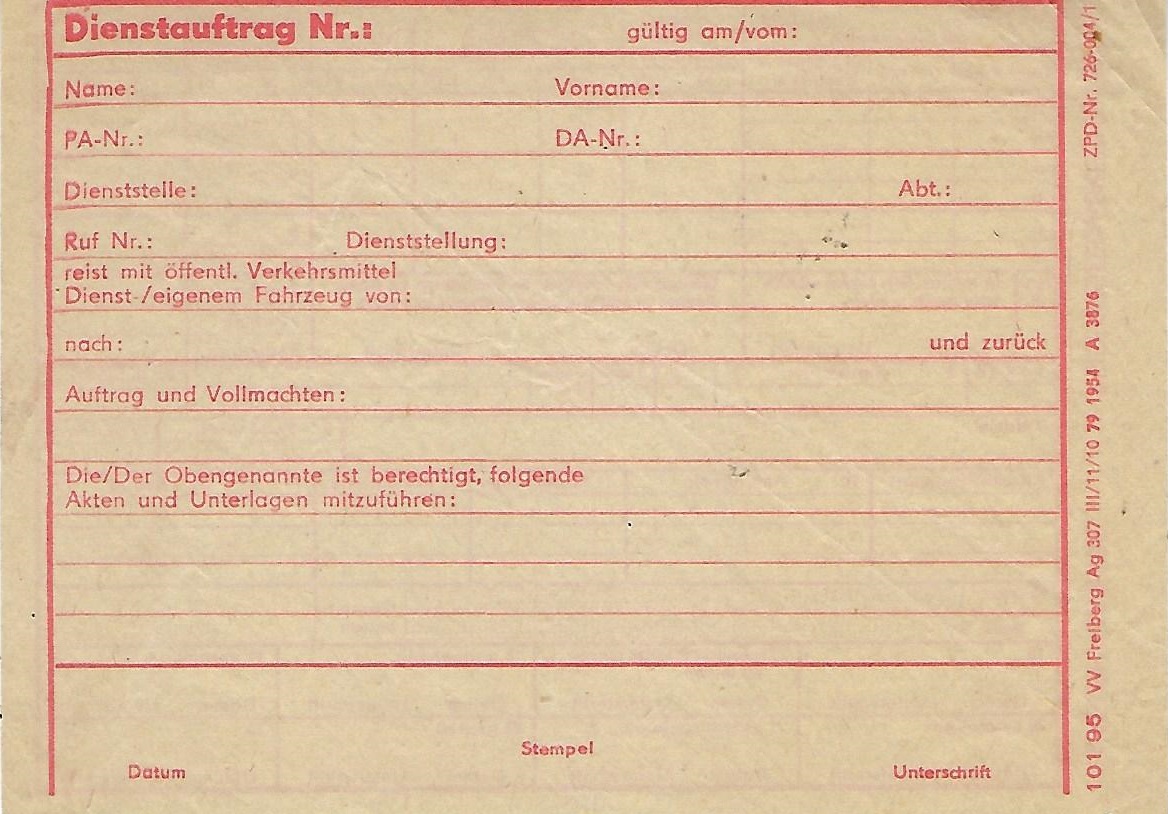 Dienstauftrag Nr.: gültig am/vom:
Name: Vorname:
PA-Nr.: DA-Nr.:
Dienststelle: Abt.:
Ruf Nr.: Dienststellung:
reist mit öffentl. Verkehrsmittel
Dienst-/eigenem Fahrzeug von:
nach: und zurück
Auftrag und Vollmachten:
Die/Der Obengenannte ist berechtigt, folgende
Akten und Unterlagen mitzuführen:
Stempel
Datum Unterschrift
101 95 VV Freiberg Ag 307 III/11/10 79 1954 A 3876 ZPD-Nr. 726-004/1